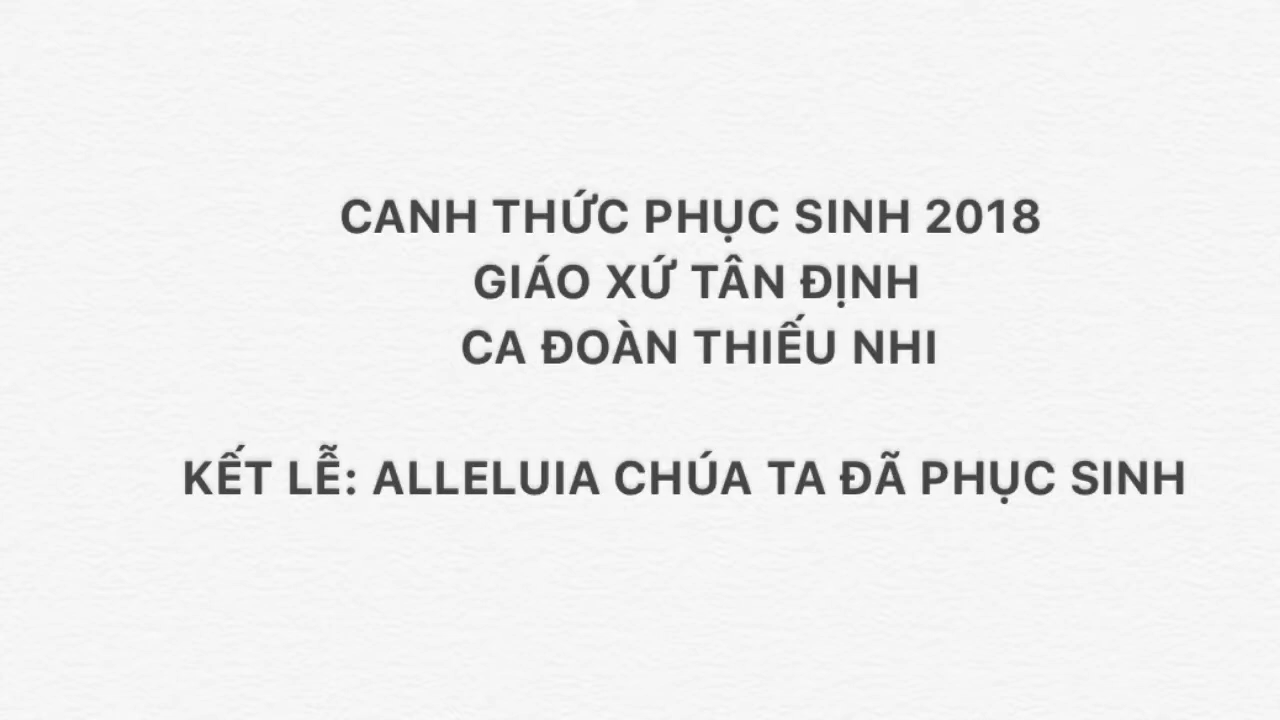 CANH THỨC PHỤC SINH 2018
GIÁO XỨ TÂN ĐỊNH
CA ĐOÀN THIẾU NHI
KẾT LỄ: ALLELUIA CHÚA TA ĐÃ PHỤC SINH